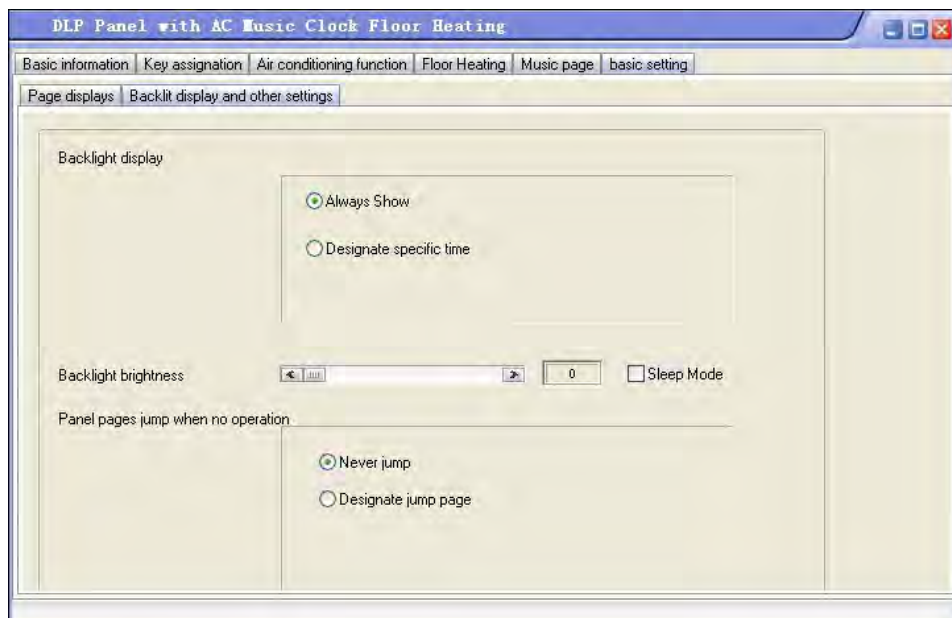 DLP Panel with AC Music Clock Floor Heating
Basic information Key assignation Air conditioning function Floor Heating Music page basic setting
Page displays Backlit display and other settings
Backlight display
Always Show
Designate specific time
Backlight brightness 0 Sleep Mode
Panel pages jump when no operation
Never jump
Designate jump page